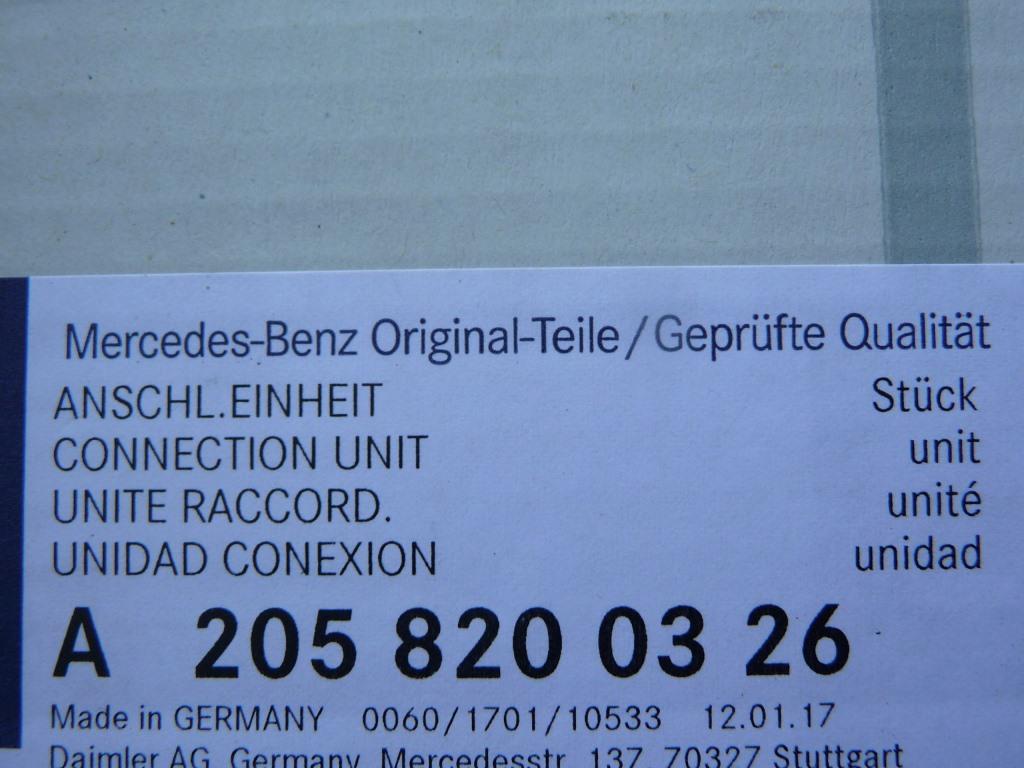 Mercedes-Benz Original-Teile/Geprüfte Qualität
ANSCHL.EINHEIT Stück
CONNECTION UNIT unit
UNITE RACCORD. unité
UNIDAD CONEXION unidad
A 205 820 03 26
Made in GERMANY 0060/1701/10533 12.01.17
Daimler AG, Germany, Mercedesstr. 137, 70327 Stuttgart